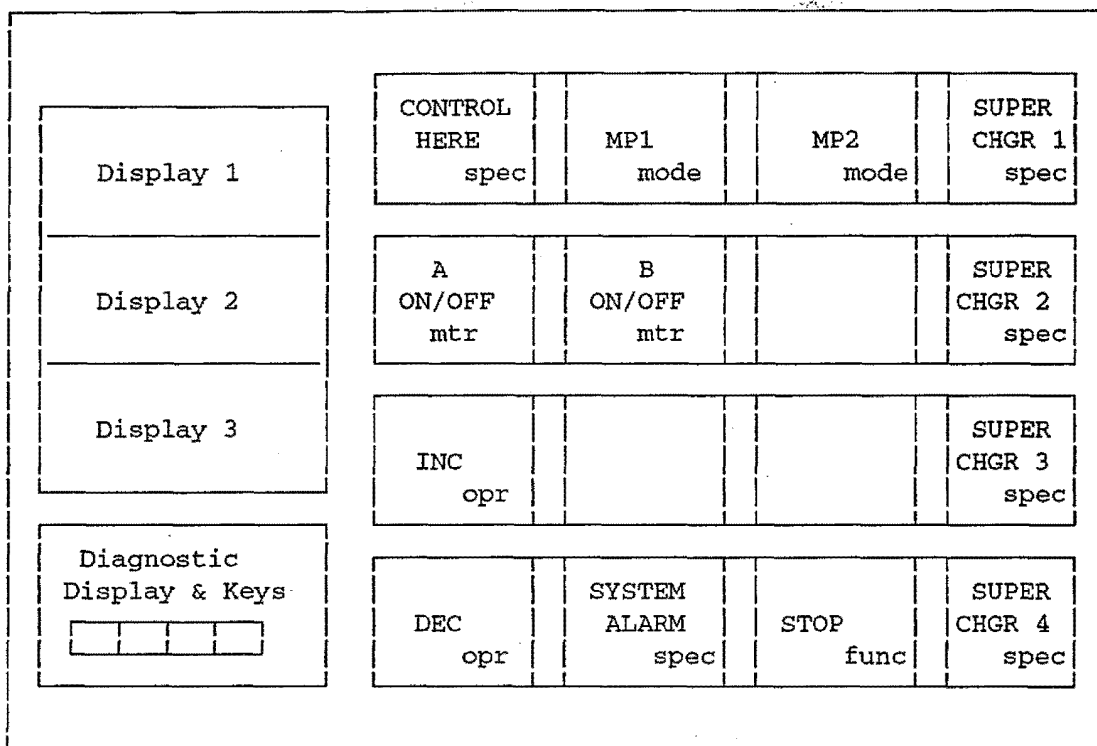 Display 1
Display 2
Display 3
Diagnostic
Display & Keys
CONTROL
HERE
spec
MP1
mode
MP2
mode
SUPER
CHGR 1
spec
A
ON/OFF
mtr
B
ON/OFF
mtr
SUPER
CHGR 2
spec
INC
opr
SUPER
CHGR 3
spec
DEC
opr
SYSTEM
ALARM
spec
STOP
func
SUPER
CHGR 4
spec